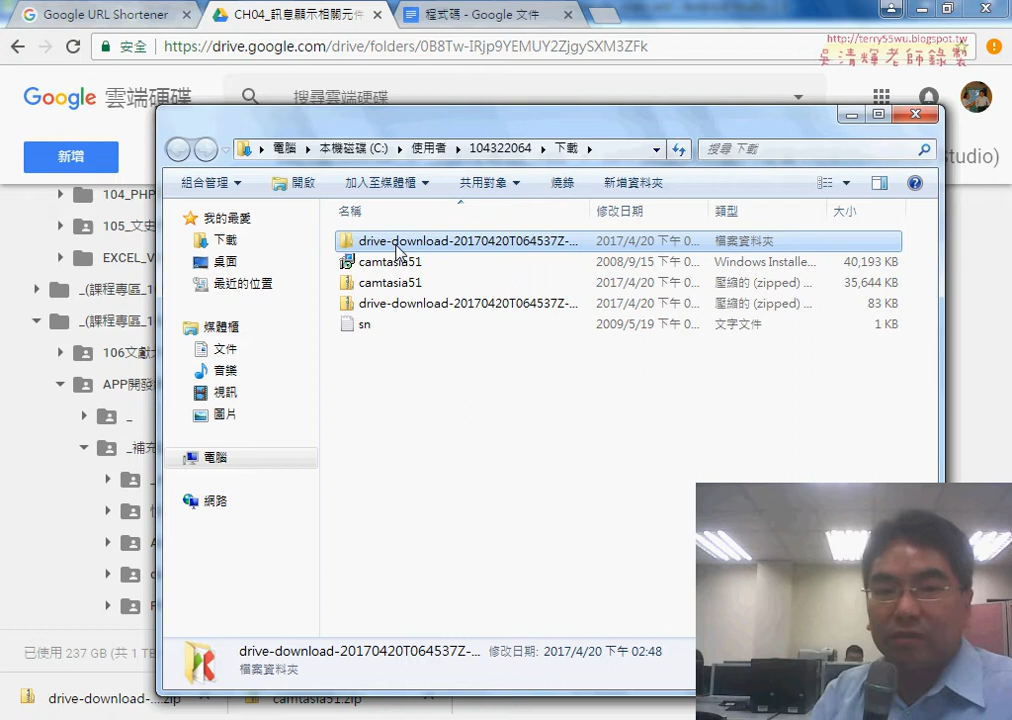 Google URL Shortener
CH04_訊息顯示相關元件
程式碼 - Google 文件
安全
https://drive.google.com/drive/folders/0B8Tw-IRjp9YEMUY2ZjgySXM3ZFk
http://terry55wu.blogspot.tw
吳清輝老師錄製
Google 雲端硬碟
搜尋雲端硬碟
新增
studio)
104_PHP
105_文史
EXCEL_V
_(課程專區_1
_(課程專區_1
106文獻
APP開發
_
_補充
已使用 237 GB (共 1 TB
電腦 本機磁碟 (C:) 使用者 104322064 下載
搜尋 下載
組合管理 開啟 加入至媒體櫃 共用對象 燒錄 新增資料夾
我的最愛
下載
桌面
最近的位置
媒體櫃
文件
音樂
視訊
圖片
電腦
網路
名稱 修改日期 類型 大小
drive-download-20170420T064537Z-... 2017/4/20 下午 0... 檔案資料夾
camtasia51 2008/9/15 下午 0... Windows Installe... 40,193 KB
camtasia51 2017/4/20 下午 0... 壓縮的 (zipped) ... 35,644 KB
drive-download-20170420T064537Z-... 2017/4/20 下午 0... 壓縮的 (zipped) ... 83 KB
sn 2009/5/19 下午 0... 文字文件 1 KB
drive-download-20170420T064537Z-... 修改日期: 2017/4/20 下午 02:48
檔案資料夾
drive-download-....zip
camtasia51.zip